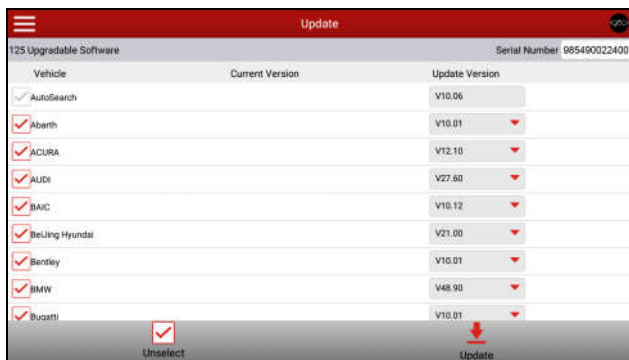 Update
125 Upgradable Software Serial Number 985490022400
Vehicle Current Version Update Version
AutoSearch V10.06
Abarth V10.01
ACURA V12.10
AUDI V27.60
BAIC V10.12
BeiJing Hyundai V21.00
Bentley V10.01
BMW V48.90
Bugatti V10.01
Unselect Update